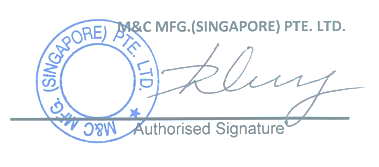 M&C MFG.(SINGAPORE) PTE. LTD.
M&C MFG. (SINGAPORE) PTE. LTD.
Authorised Signature